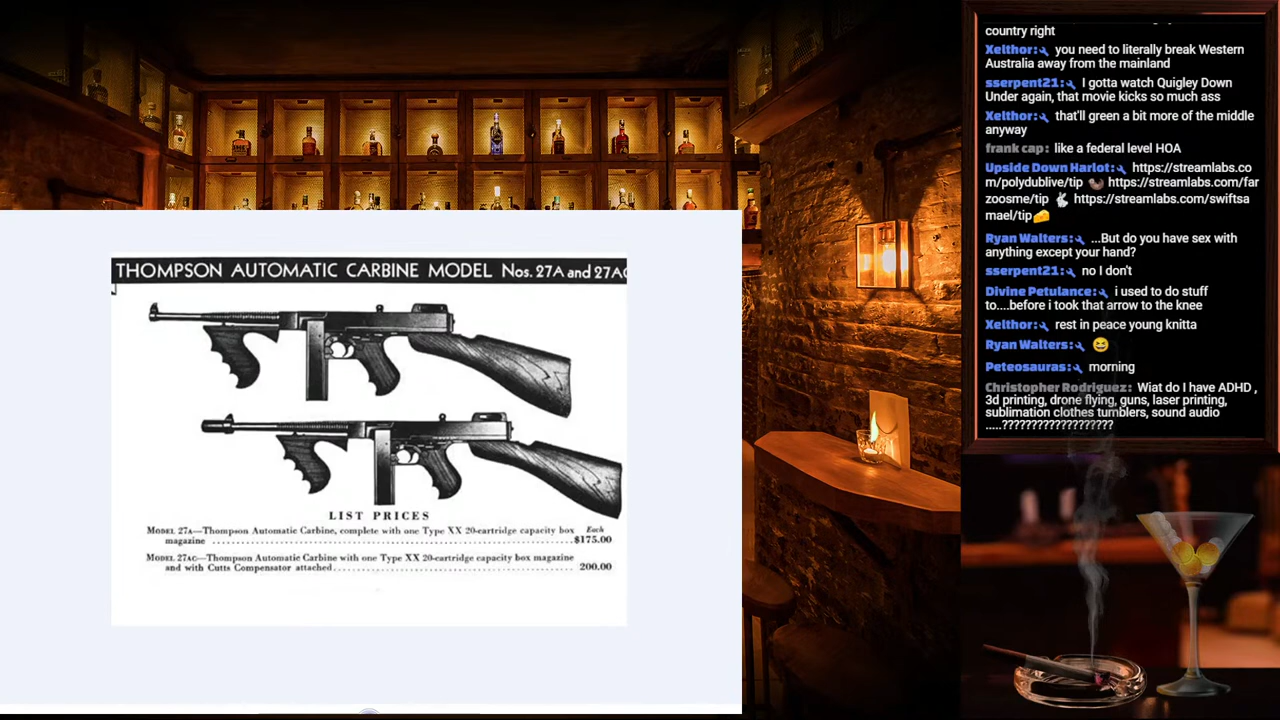 THOMPSON AUTOMATIC CARBINE MODEL Nos. 27A and 27AC
LIST PRICES
MODEL 27A—Thompson Automatic Carbine, complete with one Type XX 20-cartridge capacity box Each
magazine ........ $175.00
MODEL 27AC—Thompson Automatic Carbine with one Type XX 20-cartridge capacity box magazine
and with Cutts Compensator attached ........ 200.00
country right
Xelthor: you need to literally break Western
Australia away from the mainland
sserpent21: I gotta watch Quigley Down
Under again, that movie kicks so much ass
Xelthor: that'll green a bit more of the middle
anyway
frank cap: like a federal level HOA
Upside Down Harlot: https://streamlabs.co
m/polydublive/tip 🦦 https://streamlabs.com/far
zoosme/tip 🐇 https://streamlabs.com/swiftsa
mael/tip🧀
Ryan Walters: ...But do you have sex with
anything except your hand?
sserpent21: no I don't
Divine Petulance: i used to do stuff
to....before i took that arrow to the knee
Xelthor: rest in peace young knitta
Ryan Walters: 😆
Peteosauras: morning
Christopher Rodriguez: Wiat do I have ADHD ,
3d printing, drone flying, guns, laser printing,
sublimation clothes tumblers, sound audio
.....???????????????????